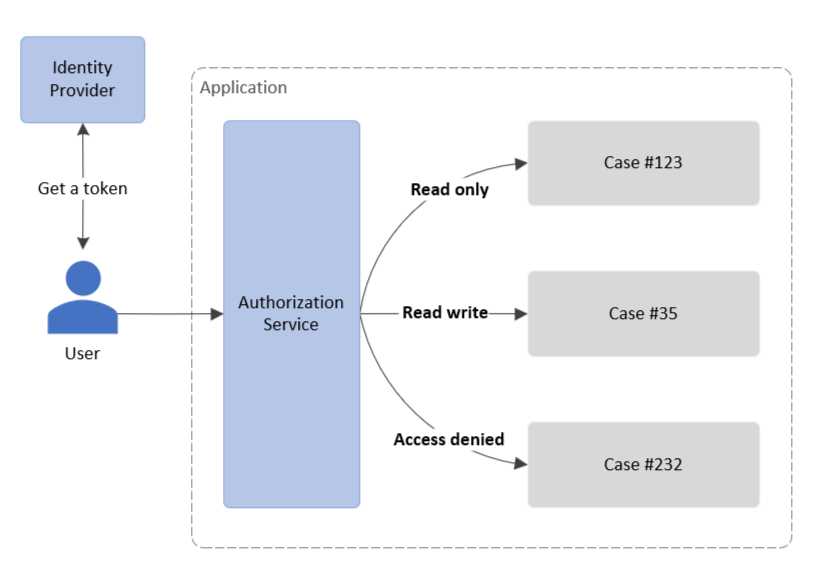 Identity
Provider
Application
Get a token
User
Authorization
Service
Read only
Read write
Access denied
Case #123
Case #35
Case #232